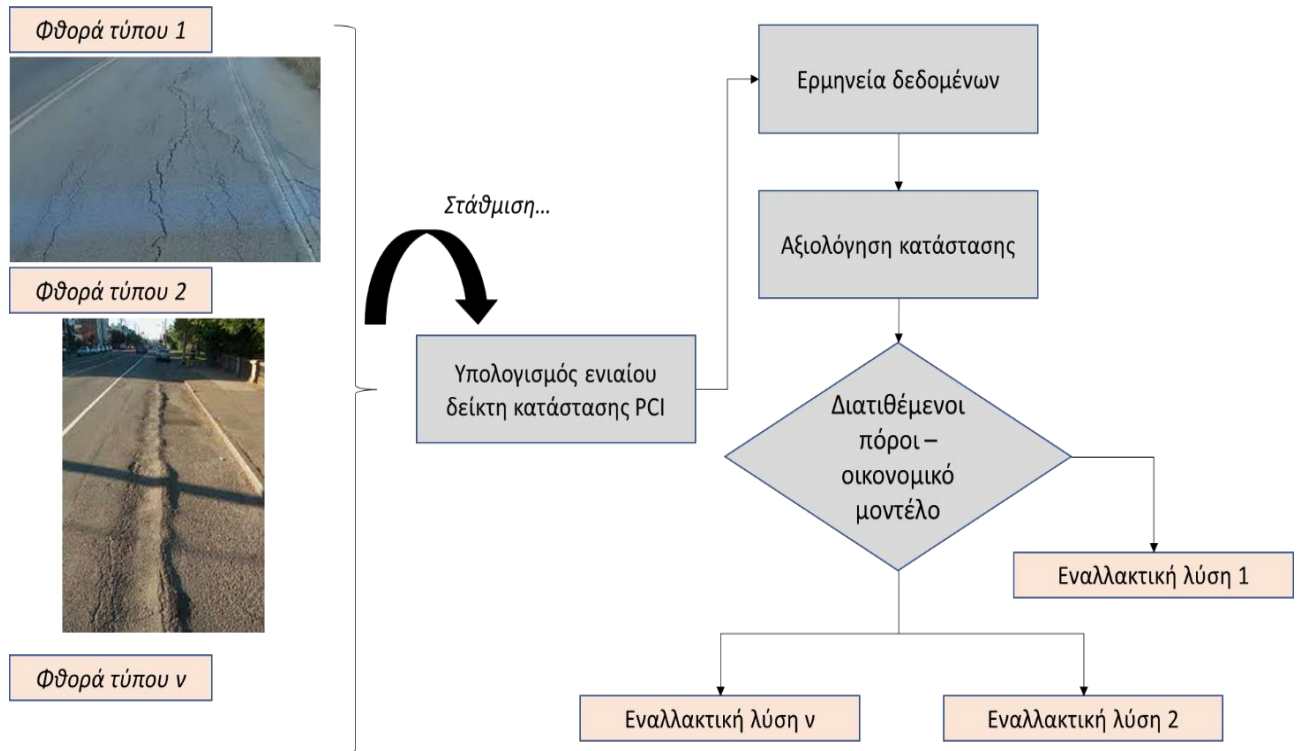 Φθορά τύπου 1
Φθορά τύπου 2
Φθορά τύπου ν
Στάθμιση...
Υπολογισμός ενιαίου
δείκτη κατάστασης PCI
Ερμηνεία δεδομένων
Αξιολόγηση κατάστασης
Διατιθέμενοι
πόροι –
οικονομικό
μοντέλο
Εναλλακτική λύση 1
Εναλλακτική λύση ν
Εναλλακτική λύση 2